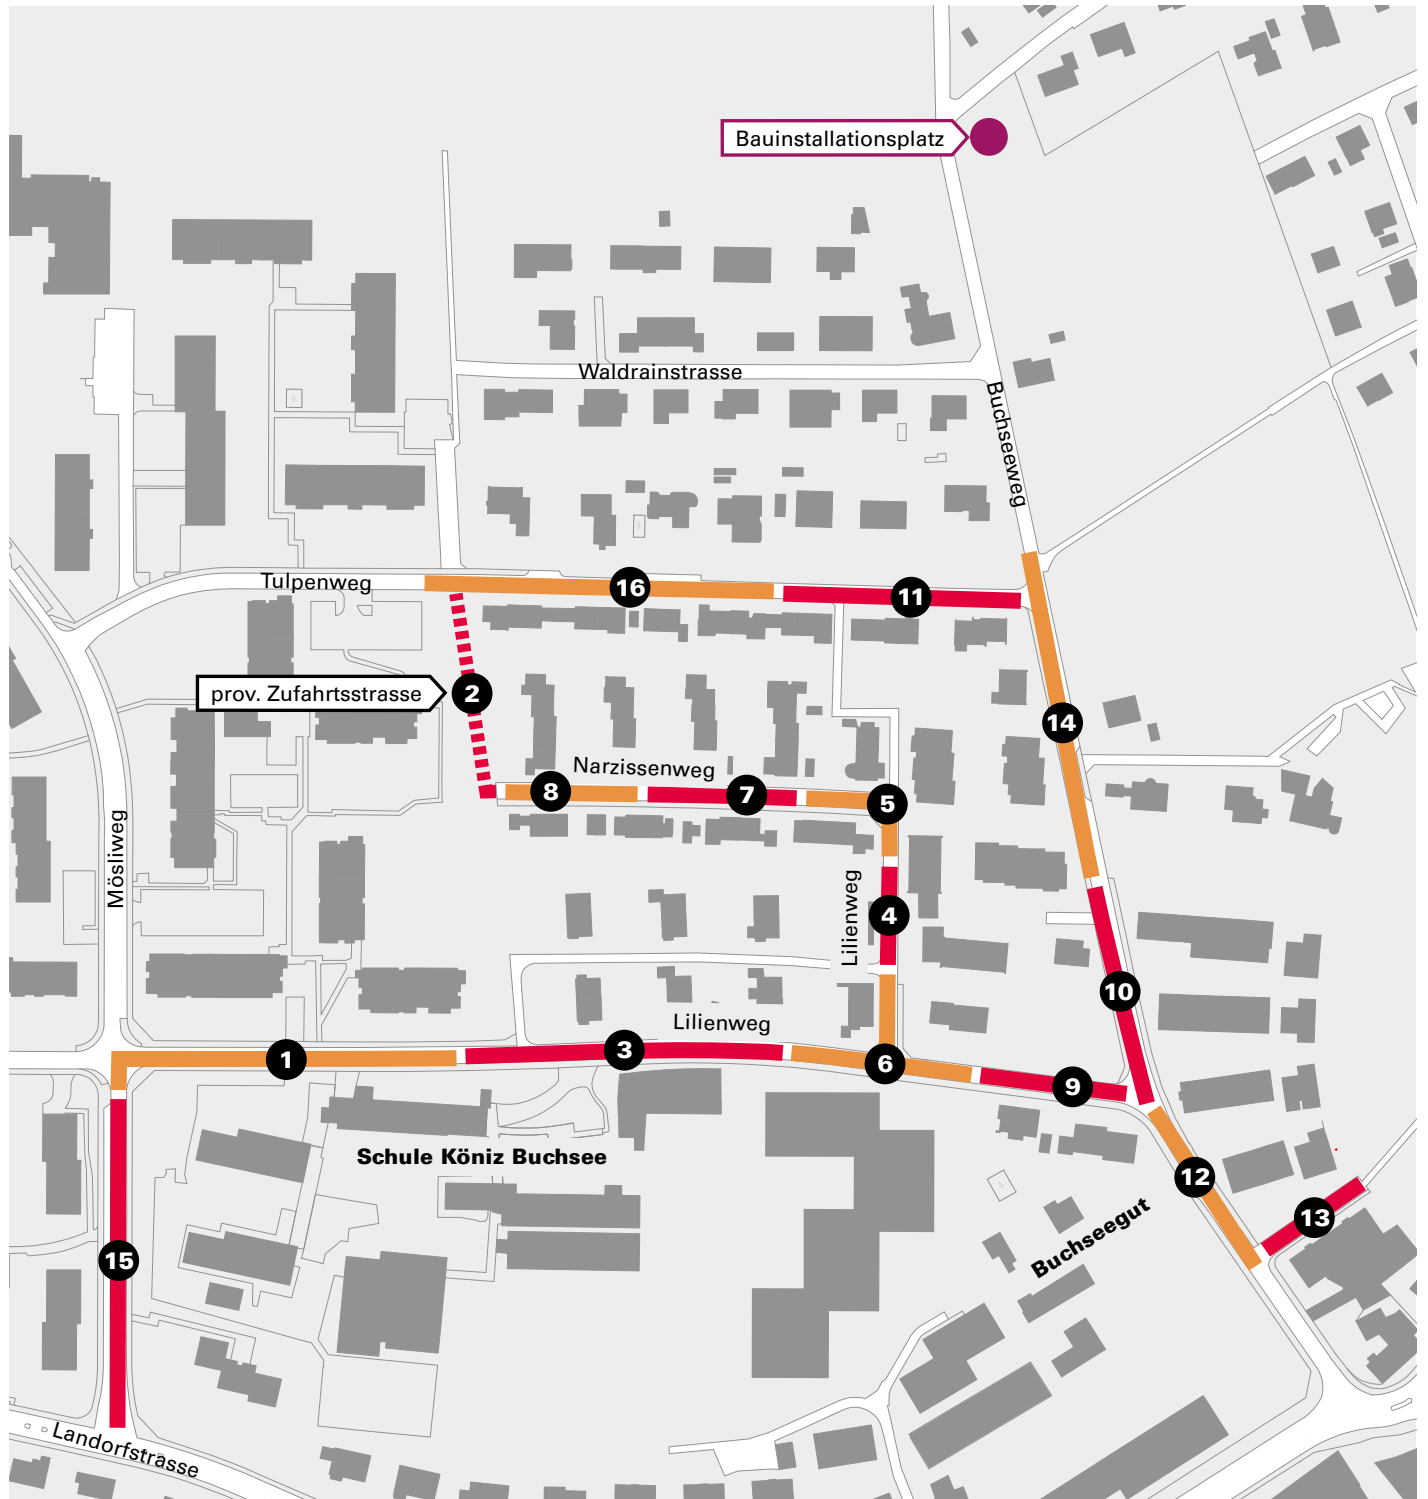 Bauinstallationsplatz
Waldrainstrasse
Buchseeweg
Tulpenweg
16
11
prov. Zufahrtsstrasse
2
14
Narzissenweg
8
7
5
Mösliweg
Lilienweg
4
10
Lilienweg
1
3
6
9
Schule Köniz Buchsee
12
13
Buchseegut
15
Landorfstrasse